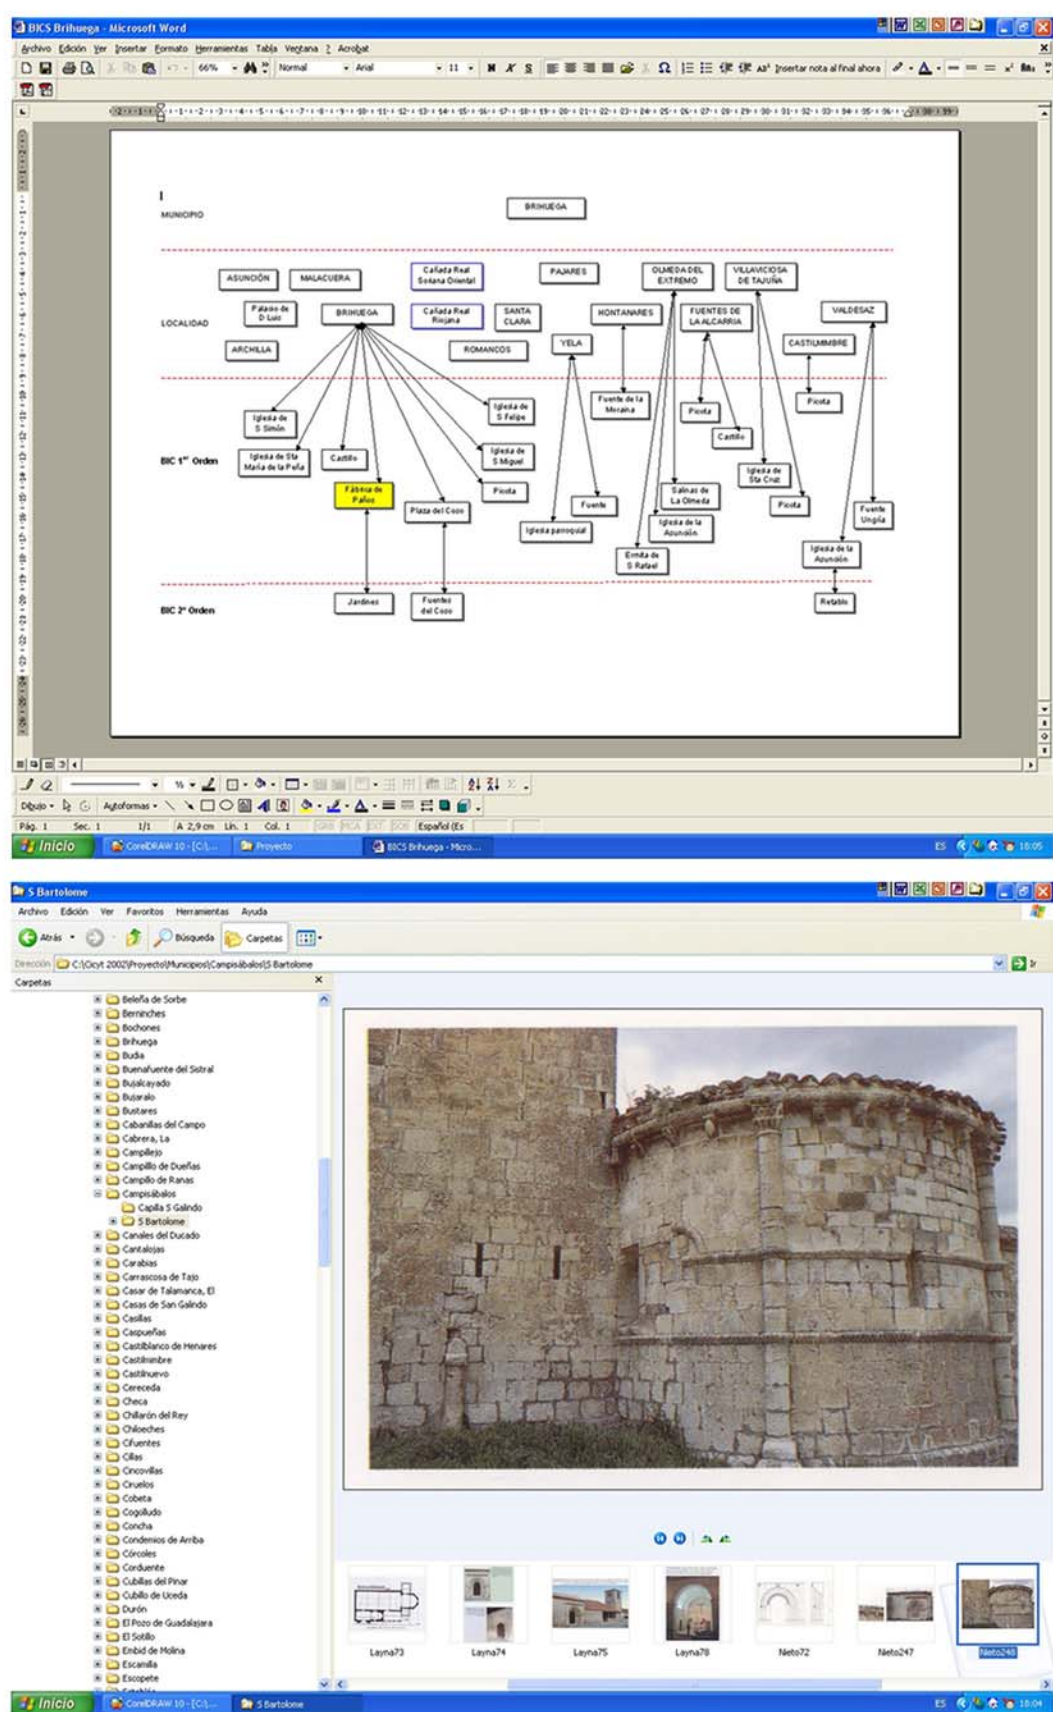 BICS Brihuega - Microsoft Word
Archivo Edición Ver Insertar Formato Herramientas Tabla Ventana ? Acrobat
66% Normal Arial 11 N K S Insertar nota al final ahora
MUNICIPIO
BRIHUEGA
LOCALIDAD
ASUNCIÓN
MALACUERA
Cañada Real
Soriana Oriental
PAJARES
OLMEDA DEL
EXTREMO
VILLAVICIOSA
DE TAJUÑA
Palacio de
D Luis
BRIHUEGA
Cañada Real
Riojana
SANTA
CLARA
HONTANARES
FUENTES DE
LA ALCARRIA
VALDESAZ
ARCHILLA
ROMANCOS
YELA
CASTILMIMBRE
BIC 1er Orden
Iglesia de
S Simón
Iglesia de
S Felipe
Fuente de la
Moraina
Picota
Picota
Castillo
Iglesia de Sta
María de la Peña
Castillo
Iglesia de
S Miguel
Iglesia de
Sta Cruz
Fábrica de
Paños
Picota
Salinas de
La Olmeda
Picota
Plaza del Coso
Fuente
Fuente
Ungría
Iglesia parroquial
Iglesia de la
Asunción
Ermita de
S Rafael
Iglesia de la
Asunción
BIC 2º Orden
Jardines
Fuentes
del Coso
Retablo
Dibujo Autoformas
Pág. 1 Sec. 1 1/1 A 2,9 cm Lín. 1 Col. 1 GRB MCA EXT SOB Español (Es
Inicio CorelDRAW 10 - [C:\... Proyecto BICS Brihuega - Micro... ES 18:05
S Bartolome
Archivo Edición Ver Favoritos Herramientas Ayuda
Atrás Búsqueda Carpetas
Dirección C:\Cicyt 2002\Proyecto\Municipios\Campisábalos\S Bartolome Ir
Carpetas
Beleña de Sorbe
Berninches
Bochones
Brihuega
Budia
Buenafuente del Sistral
Bujalcayado
Bujaralo
Bustares
Cabanillas del Campo
Cabrera, La
Campillejo
Campillo de Dueñas
Campillo de Ranas
Campisábalos
Capilla S Galindo
S Bartolome
Canales del Ducado
Cantalojas
Carabias
Carrascosa de Tajo
Casar de Talamanca, El
Casas de San Galindo
Casillas
Caspueñas
Castilblanco de Henares
Castilmimbre
Castilnuevo
Cereceda
Checa
Chillarón del Rey
Chiloeches
Cifuentes
Cillas
Cincovillas
Ciruelos
Cobeta
Cogolludo
Concha
Condemios de Arriba
Córcoles
Corduente
Cubillas del Pinar
Cubillo de Uceda
Durón
El Pozo de Guadalajara
El Sotillo
Embid de Molina
Escamilla
Escopete
Layna73
Layna74
Layna75
Layna78
Nieto72
Nieto247
Nieto248
Inicio CorelDRAW 10 - [C:\... S Bartolome ES 18:04